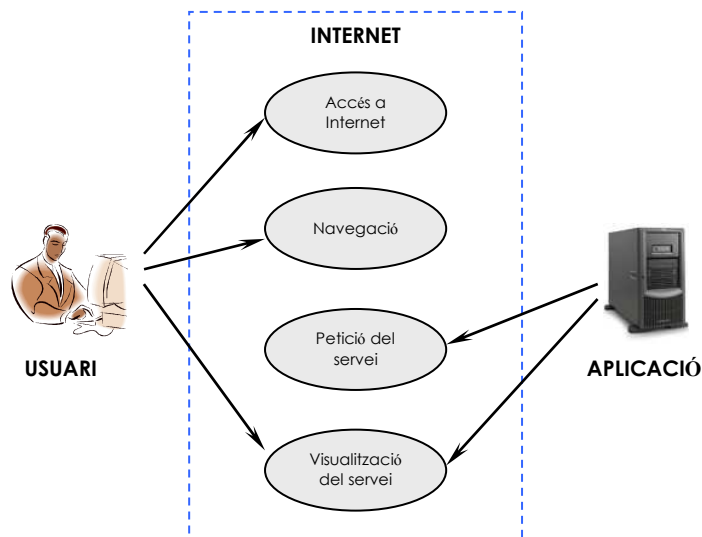 INTERNET
Accés a
Internet
Navegació
Petició del
servei
USUARI
APLICACIÓ
Visualització
del servei